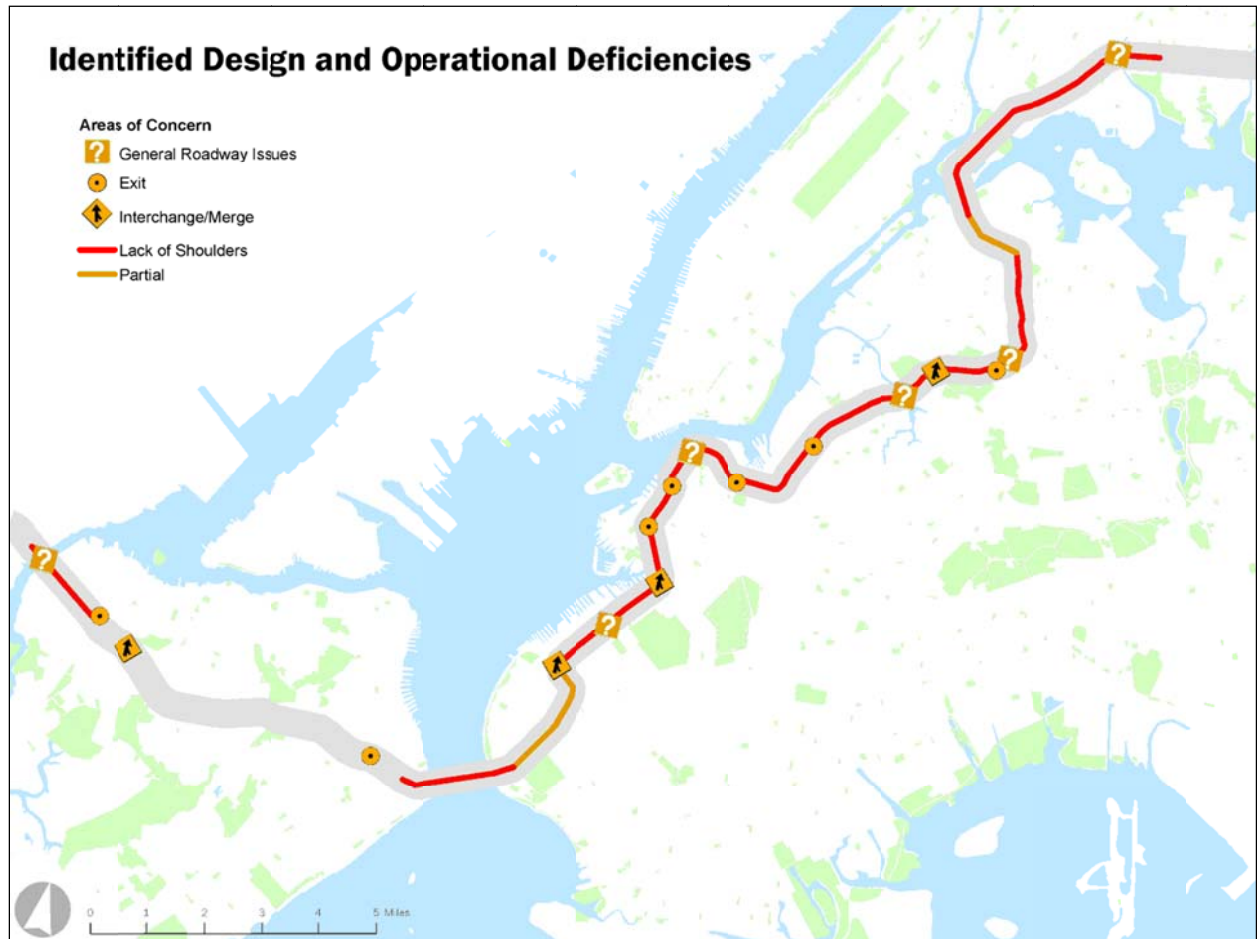 Identified Design and Operational Deficiencies
Areas of Concern
? General Roadway Issues
Exit
Interchange/Merge
Lack of Shoulders
Partial
?
?
?
?
?
?
0 1 2 3 4 5 Miles